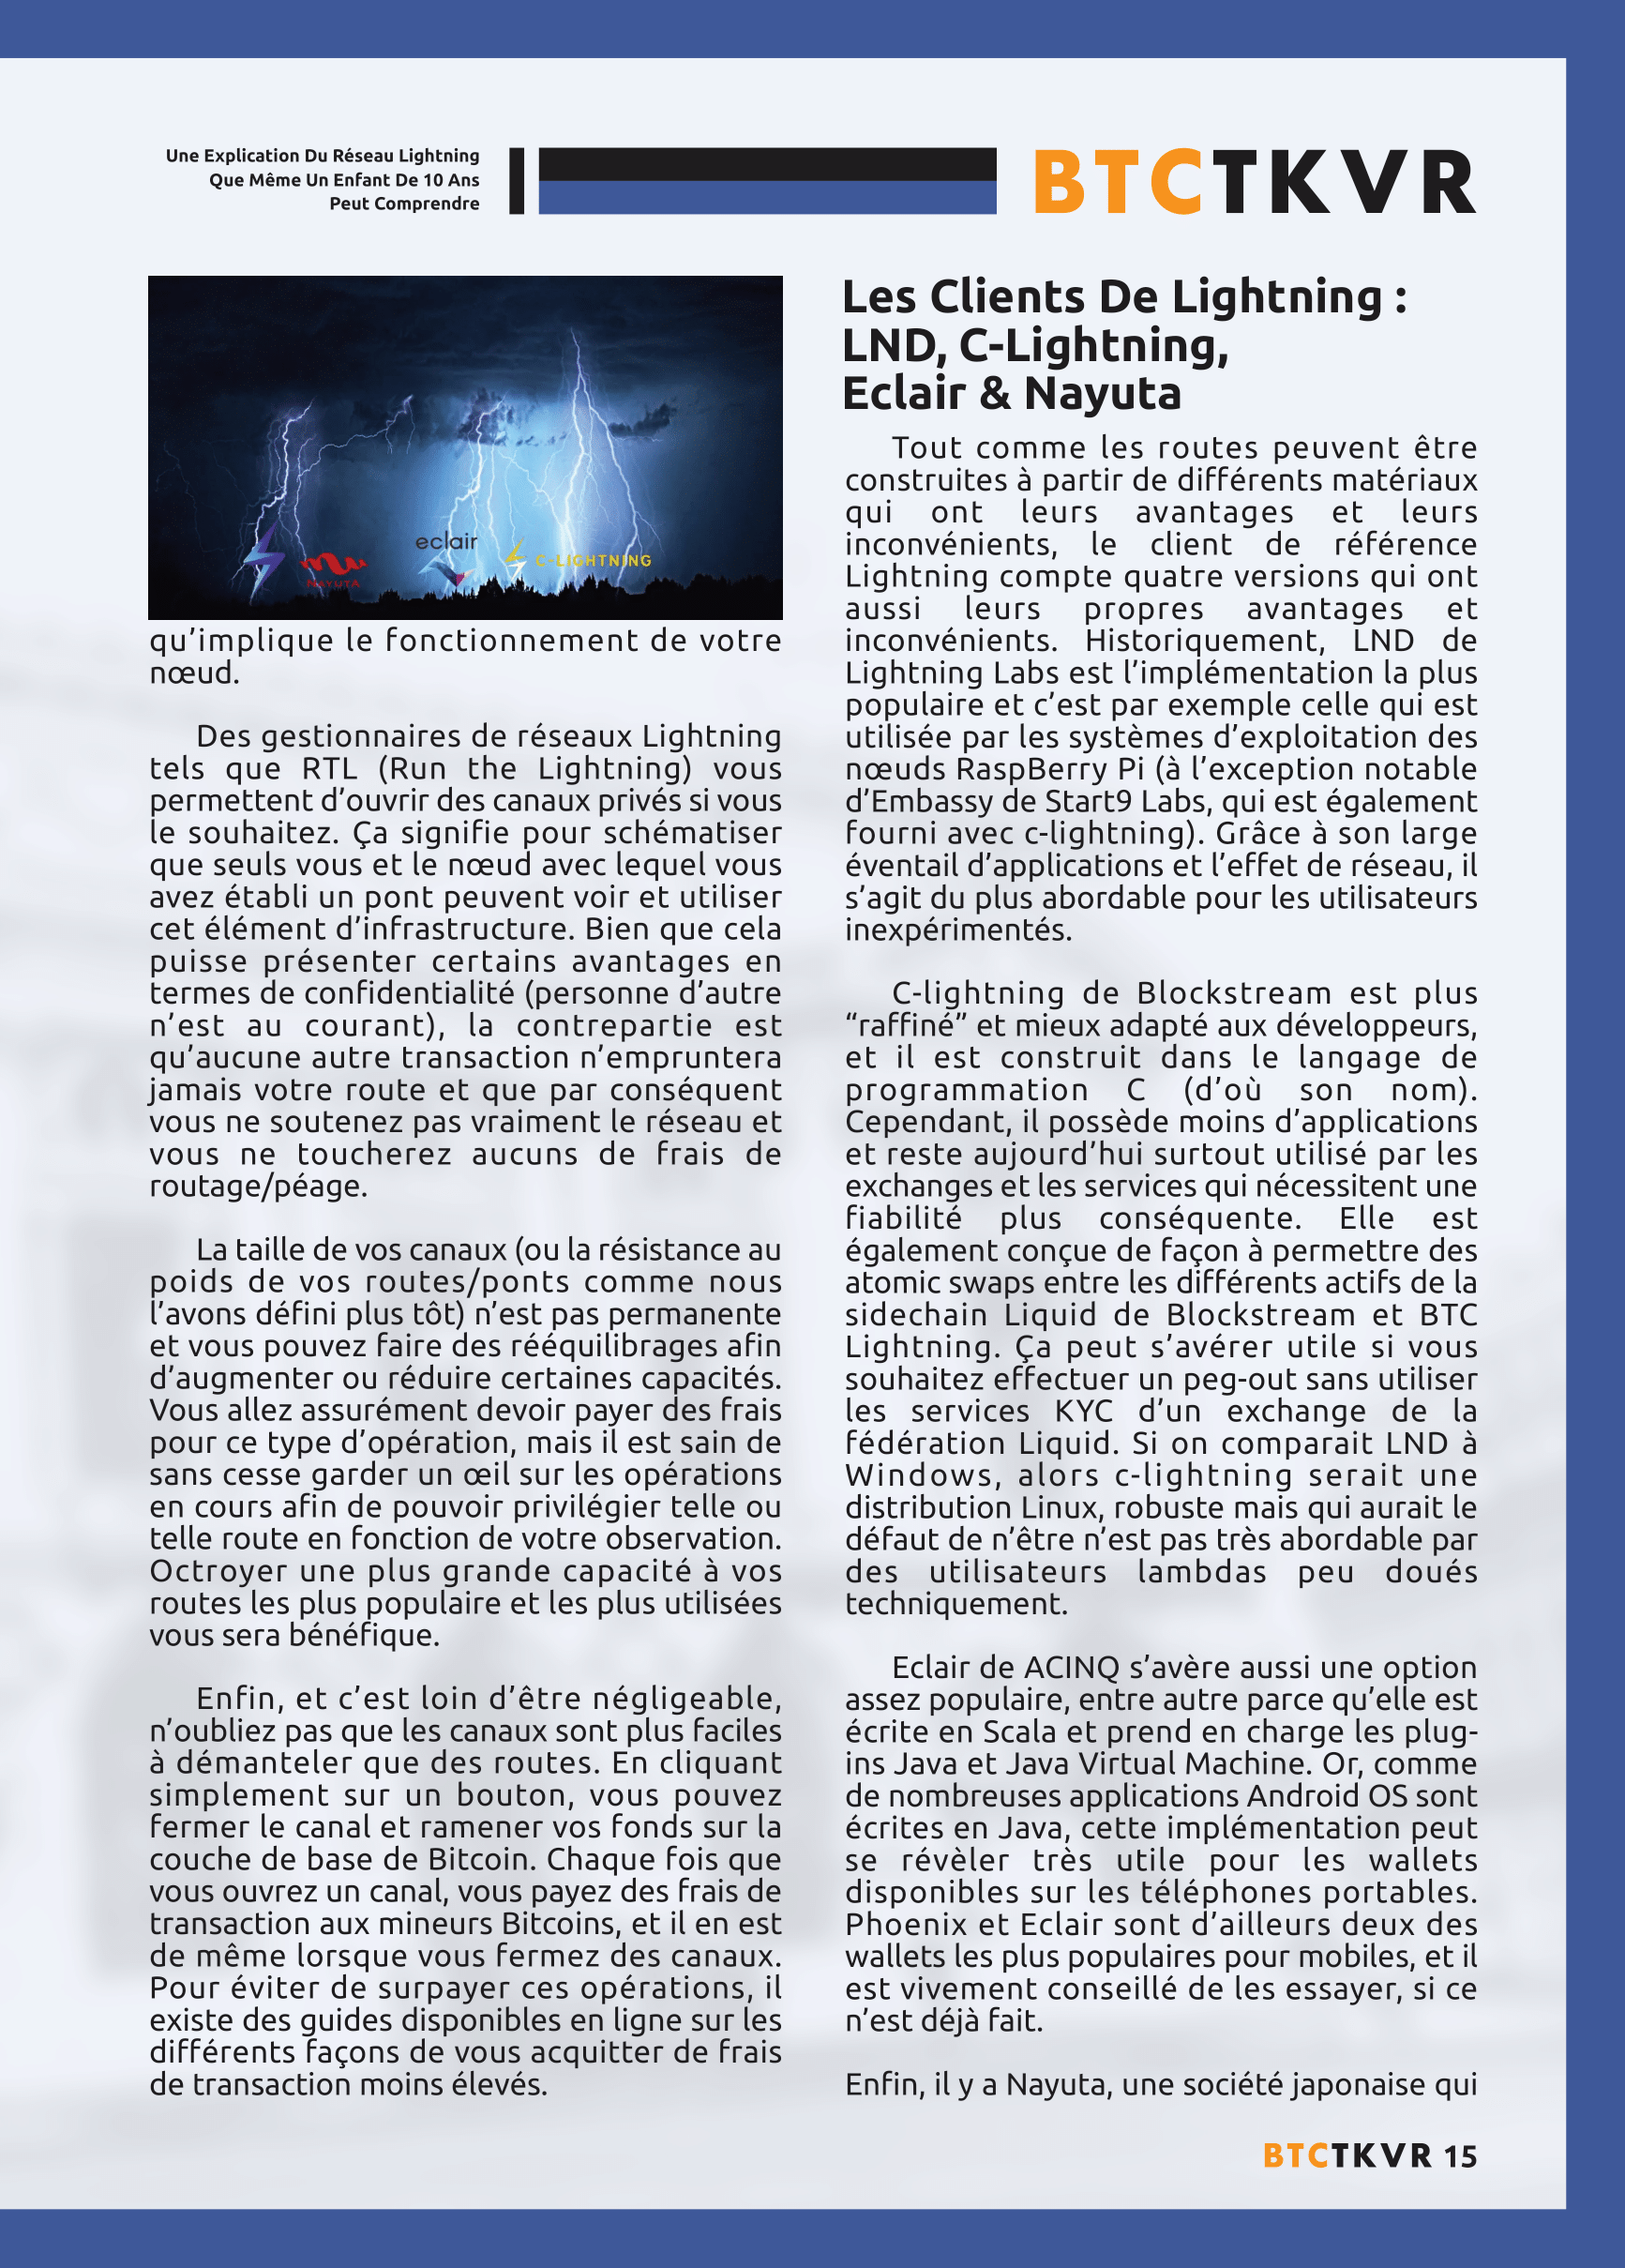 Une Explication Du Réseau Lightning
Que Même Un Enfant De 10 Ans
Peut Comprendre
BTCTKVR
NAYUTA
eclair
C-LIGHTNING
qu’implique le fonctionnement de votre
nœud.
Des gestionnaires de réseaux Lightning
tels que RTL (Run the Lightning) vous
permettent d’ouvrir des canaux privés si vous
le souhaitez. Ça signifie pour schématiser
que seuls vous et le nœud avec lequel vous
avez établi un pont peuvent voir et utiliser
cet élément d’infrastructure. Bien que cela
puisse présenter certains avantages en
termes de confidentialité (personne d’autre
n’est au courant), la contrepartie est
qu’aucune autre transaction n’empruntera
jamais votre route et que par conséquent
vous ne soutenez pas vraiment le réseau et
vous ne toucherez aucuns de frais de
routage/péage.
La taille de vos canaux (ou la résistance au
poids de vos routes/ponts comme nous
l’avons défini plus tôt) n’est pas permanente
et vous pouvez faire des rééquilibrages afin
d’augmenter ou réduire certaines capacités.
Vous allez assurément devoir payer des frais
pour ce type d’opération, mais il est sain de
sans cesse garder un œil sur les opérations
en cours afin de pouvoir privilégier telle ou
telle route en fonction de votre observation.
Octroyer une plus grande capacité à vos
routes les plus populaire et les plus utilisées
vous sera bénéfique.
Enfin, et c’est loin d’être négligeable,
n’oubliez pas que les canaux sont plus faciles
à démanteler que des routes. En cliquant
simplement sur un bouton, vous pouvez
fermer le canal et ramener vos fonds sur la
couche de base de Bitcoin. Chaque fois que
vous ouvrez un canal, vous payez des frais de
transaction aux mineurs Bitcoins, et il en est
de même lorsque vous fermez des canaux.
Pour éviter de surpayer ces opérations, il
existe des guides disponibles en ligne sur les
différents façons de vous acquitter de frais
de transaction moins élevés.
Les Clients De Lightning :
LND, C-Lightning,
Eclair & Nayuta
Tout comme les routes peuvent être
construites à partir de différents matériaux
qui ont leurs avantages et leurs
inconvénients, le client de référence
Lightning compte quatre versions qui ont
aussi leurs propres avantages et
inconvénients. Historiquement, LND de
Lightning Labs est l’implémentation la plus
populaire et c’est par exemple celle qui est
utilisée par les systèmes d’exploitation des
nœuds RaspBerry Pi (à l’exception notable
d’Embassy de Start9 Labs, qui est également
fourni avec c-lightning). Grâce à son large
éventail d’applications et l’effet de réseau, il
s’agit du plus abordable pour les utilisateurs
inexpérimentés.
C-lightning de Blockstream est plus
“raffiné” et mieux adapté aux développeurs,
et il est construit dans le langage de
programmation C (d’où son nom).
Cependant, il possède moins d’applications
et reste aujourd’hui surtout utilisé par les
exchanges et les services qui nécessitent une
fiabilité plus conséquente. Elle est
également conçue de façon à permettre des
atomic swaps entre les différents actifs de la
sidechain Liquid de Blockstream et BTC
Lightning. Ça peut s’avérer utile si vous
souhaitez effectuer un peg-out sans utiliser
les services KYC d’un exchange de la
fédération Liquid. Si on comparait LND à
Windows, alors c-lightning serait une
distribution Linux, robuste mais qui aurait le
défaut de n’être n’est pas très abordable par
des utilisateurs lambdas peu doués
techniquement.
Eclair de ACINQ s’avère aussi une option
assez populaire, entre autre parce qu’elle est
écrite en Scala et prend en charge les plug-
ins Java et Java Virtual Machine. Or, comme
de nombreuses applications Android OS sont
écrites en Java, cette implémentation peut
se révèler très utile pour les wallets
disponibles sur les téléphones portables.
Phoenix et Eclair sont d’ailleurs deux des
wallets les plus populaires pour mobiles, et il
est vivement conseillé de les essayer, si ce
n’est déjà fait.
Enfin, il y a Nayuta, une société japonaise qui
BTCTKVR 15